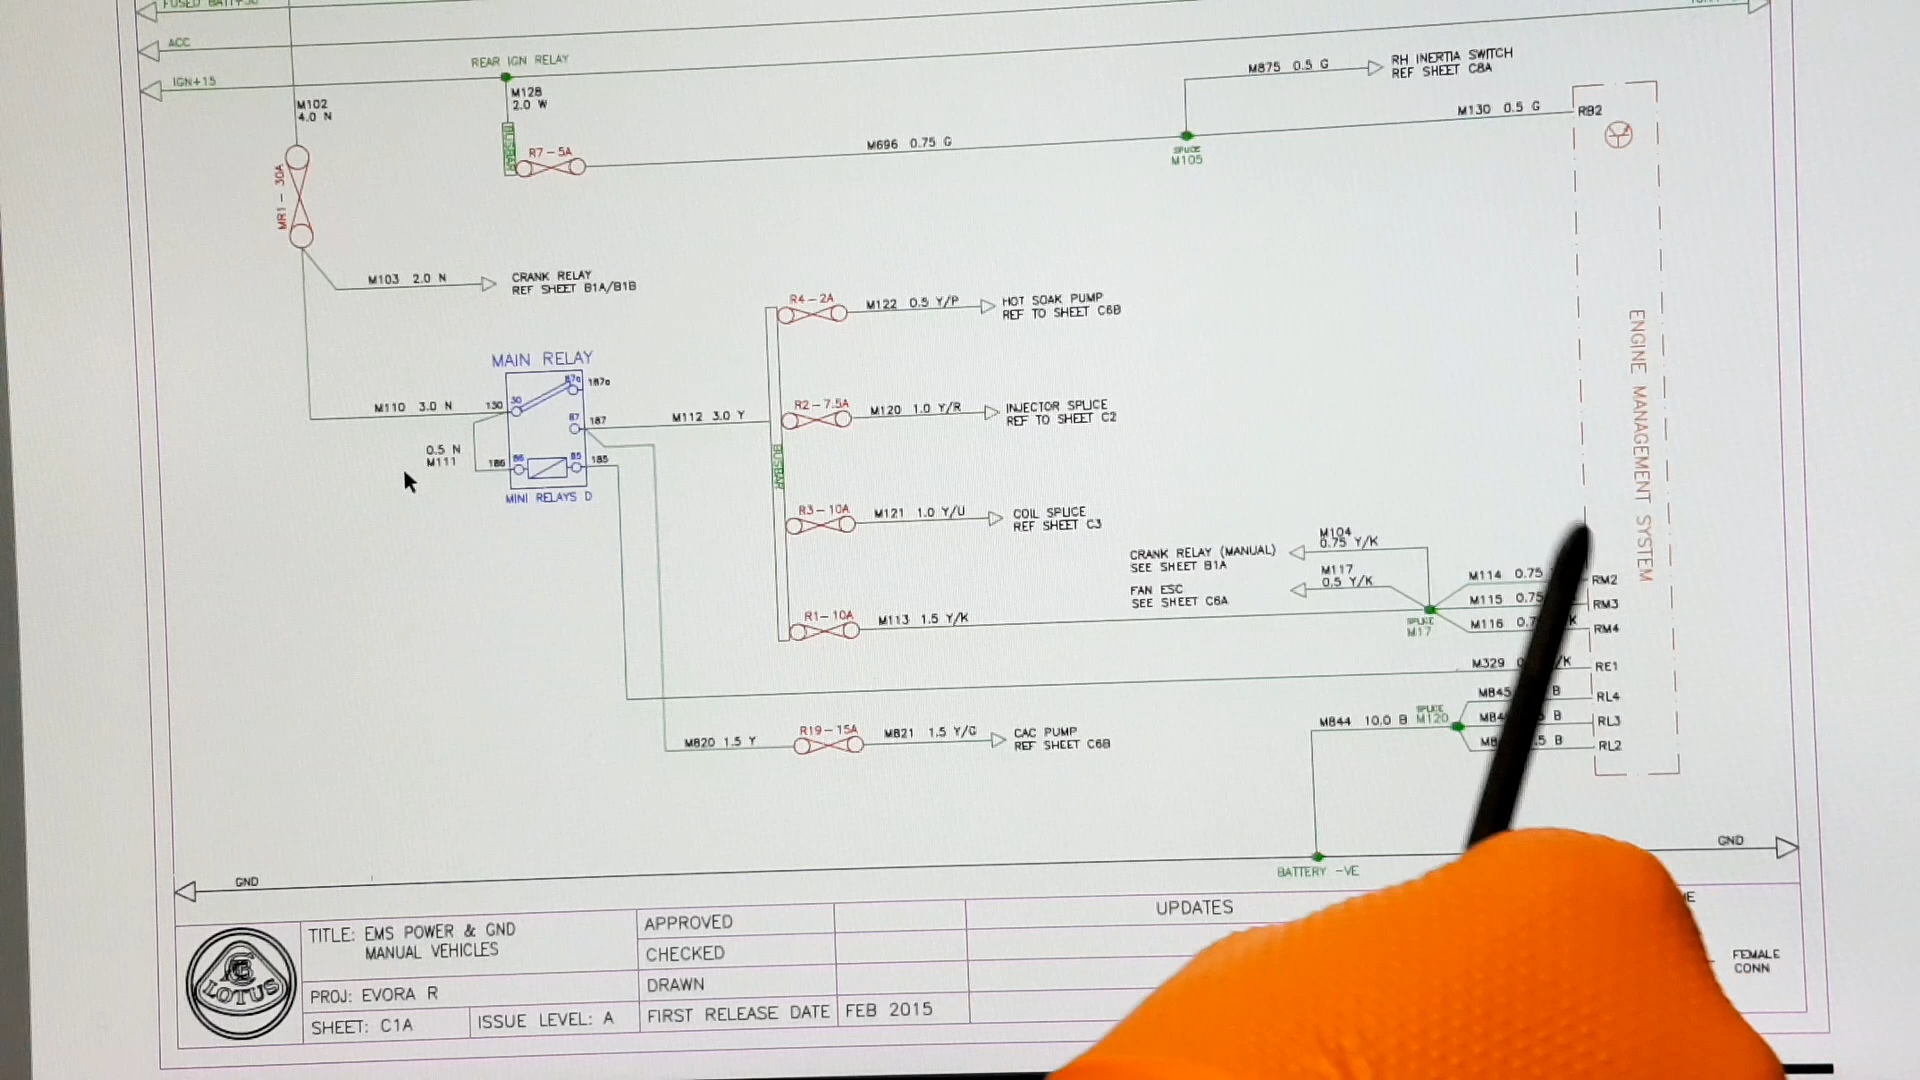 FUSED BATT+30
ACC
IGN+15
REAR IGN RELAY
M102
4.0 N
M128
2.0 W
BUSBAR
R7-5A
M696 0.75 G
M875 0.5 G
RH INERTIA SWITCH
REF SHEET C8A
SPLICE
M105
M130 0.5 G
RB2
MR1-30A
M103 2.0 N
CRANK RELAY
REF SHEET B1A/B1B
R4-2A
M122 0.5 Y/P
HOT SOAK PUMP
REF TO SHEET C6B
ENGINE MANAGEMENT SYSTEM
MAIN RELAY
M110 3.0 N
130
30
87a
187a
87
187
M112 3.0 Y
R2-7.5A
M120 1.0 Y/R
INJECTOR SPLICE
REF TO SHEET C2
0.5 N
M111
186
86
85
185
MINI RELAYS D
BUSBAR
R3-10A
M121 1.0 Y/U
COIL SPLICE
REF SHEET C3
CRANK RELAY (MANUAL)
SEE SHEET B1A
M104
0.75 Y/K
FAN ESC
SEE SHEET C6A
M117
0.5 Y/K
M114 0.75
RM2
M115 0.75
RM3
M116
K
RM4
R1-10A
M113 1.5 Y/K
SPLICE
M17
M329
/K
RE1
M845
B
RL4
M844 10.0 B
SPLICE
M120
B
RL3
.5 B
RL2
M820 1.5 Y
R19-15A
M821 1.5 Y/G
CAC PUMP
REF SHEET C6B
GND
GND
BATTERY -VE
LOTUS
TITLE: EMS POWER & GND
MANUAL VEHICLES
PROJ: EVORA R
SHEET: C1A
ISSUE LEVEL: A
APPROVED
CHECKED
DRAWN
FIRST RELEASE DATE
FEB 2015
UPDATES
FEMALE
CONN